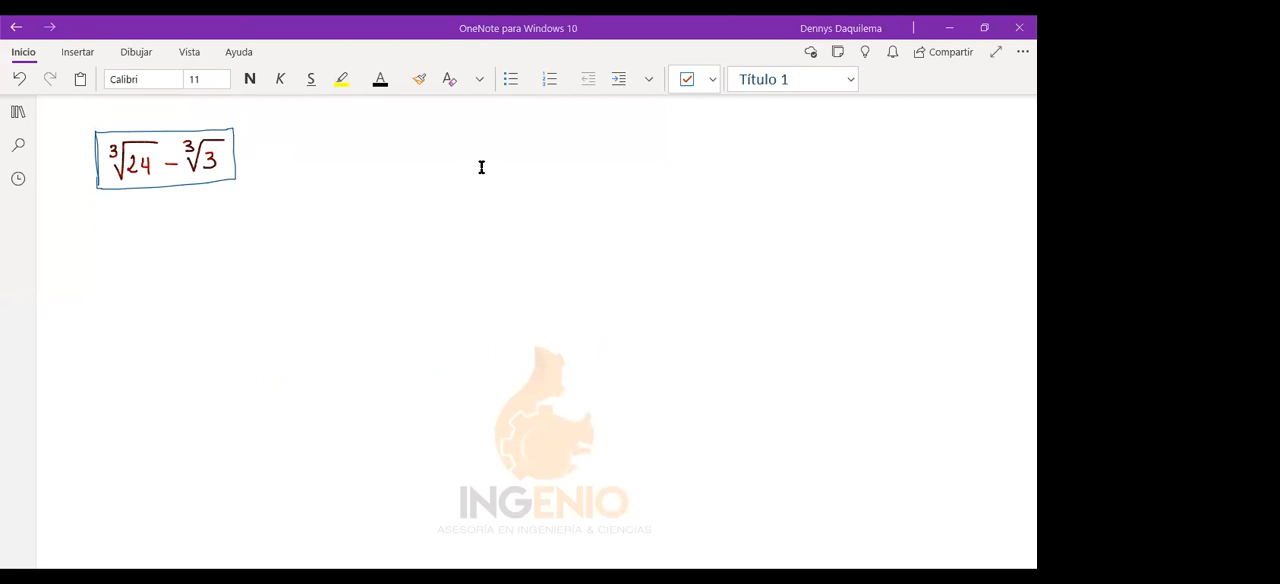 OneNote para Windows 10
Dennys Daquilema
Inicio Insertar Dibujar Vista Ayuda
Compartir
Calibri 11 N K S A Título 1
∛24 − ∛3
INGENIO
ASESORÍA EN INGENIERÍA & CIENCIAS